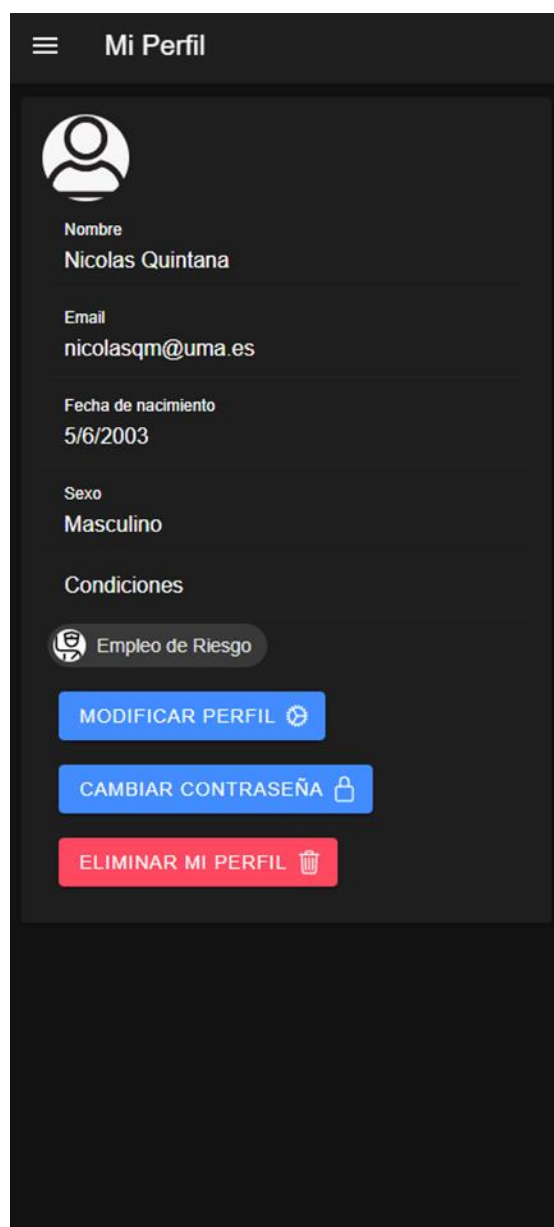 Mi Perfil
Nombre
Nicolas Quintana
Email
nicolasqm@uma.es
Fecha de nacimiento
5/6/2003
Sexo
Masculino
Condiciones
Empleo de Riesgo
MODIFICAR PERFIL
CAMBIAR CONTRASEÑA
ELIMINAR MI PERFIL